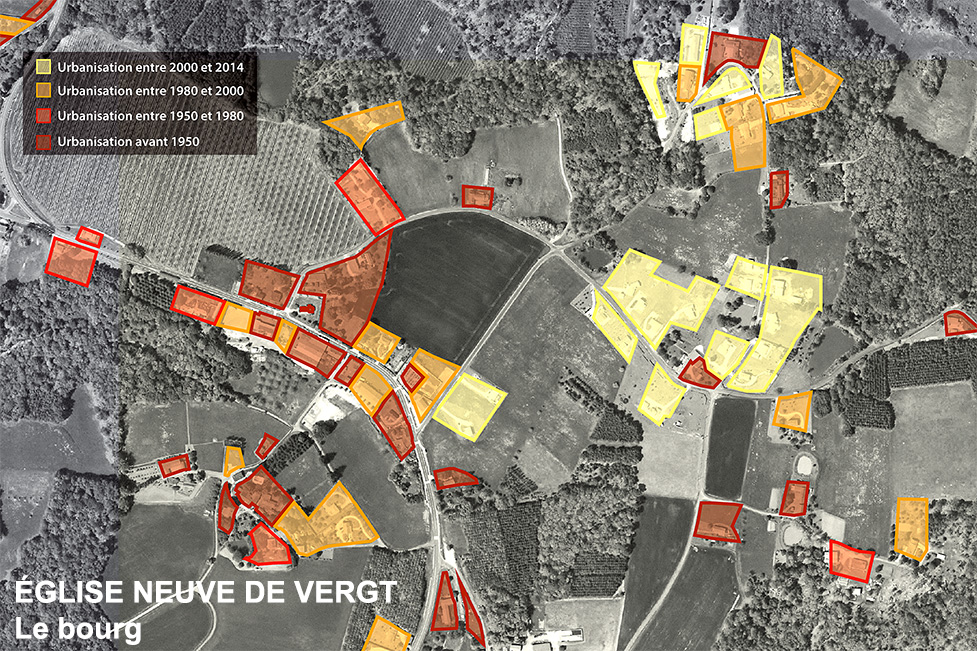 Urbanisation entre 2000 et 2014
Urbanisation entre 1980 et 2000
Urbanisation entre 1950 et 1980
Urbanisation avant 1950
ÉGLISE NEUVE DE VERGT
Le bourg